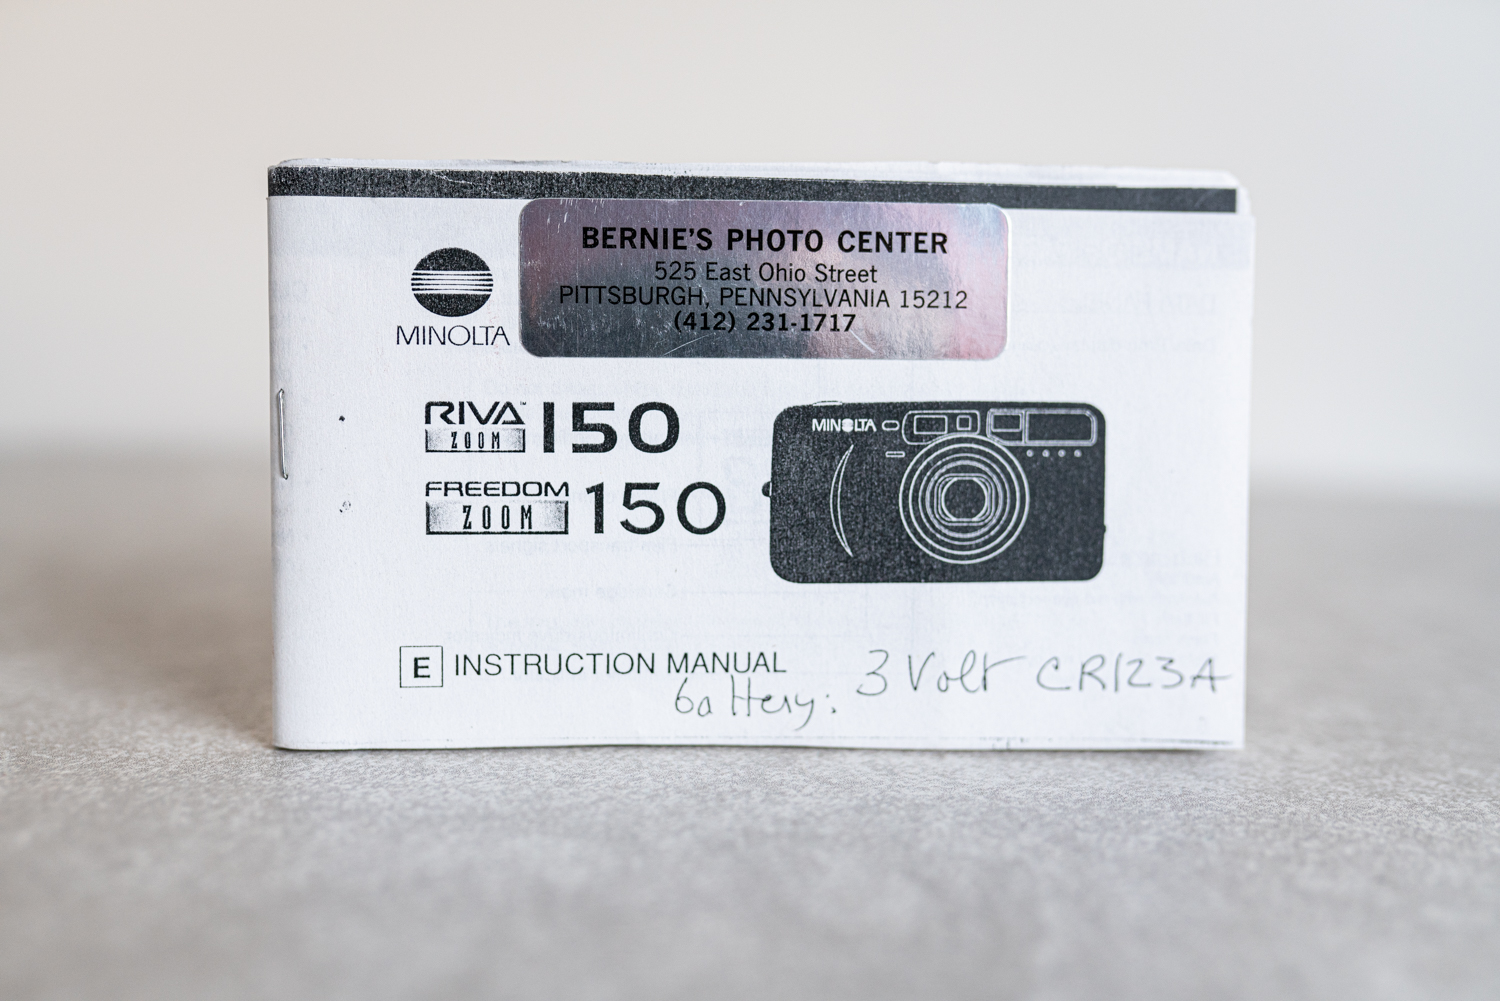 BERNIE'S PHOTO CENTER
525 East Ohio Street
PITTSBURGH, PENNSYLVANIA 15212
(412) 231-1717
MINOLTA
RIVA™ ZOOM 150
FREEDOM ZOOM 150
MINOLTA
E INSTRUCTION MANUAL
battery: 3 Volt CR123A